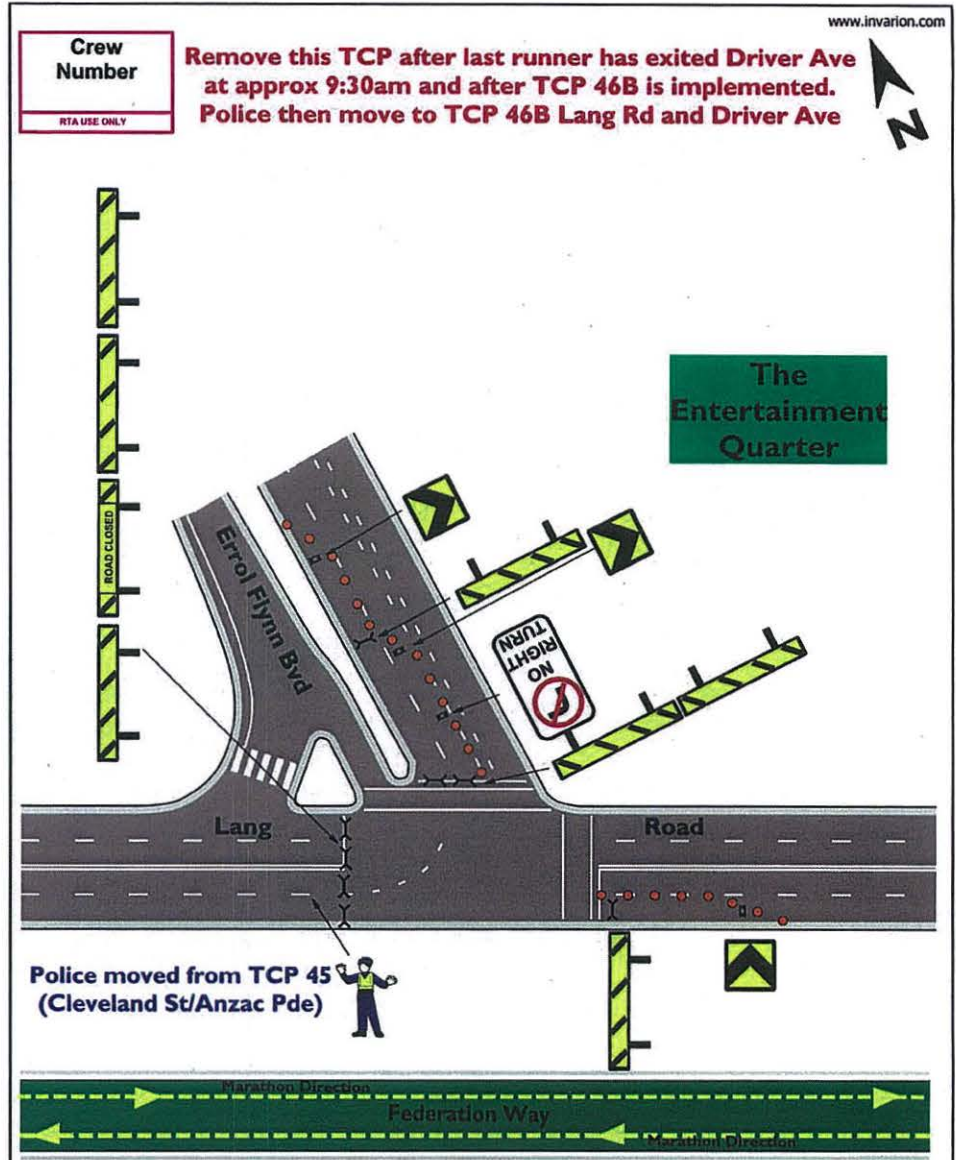 www.invarion.com
Crew
Number
RTA USE ONLY
Remove this TCP after last runner has exited Driver Ave
at approx 9:30am and after TCP 46B is implemented.
Police then move to TCP 46B Lang Rd and Driver Ave
N
The
Entertainment
Quarter
ROAD CLOSED
Errol Flynn Bvd
NO
RIGHT
TURN
Lang
Road
Police moved from TCP 45
(Cleveland St/Anzac Pde)
Marathon Direction
Federation Way
Marathon Direction